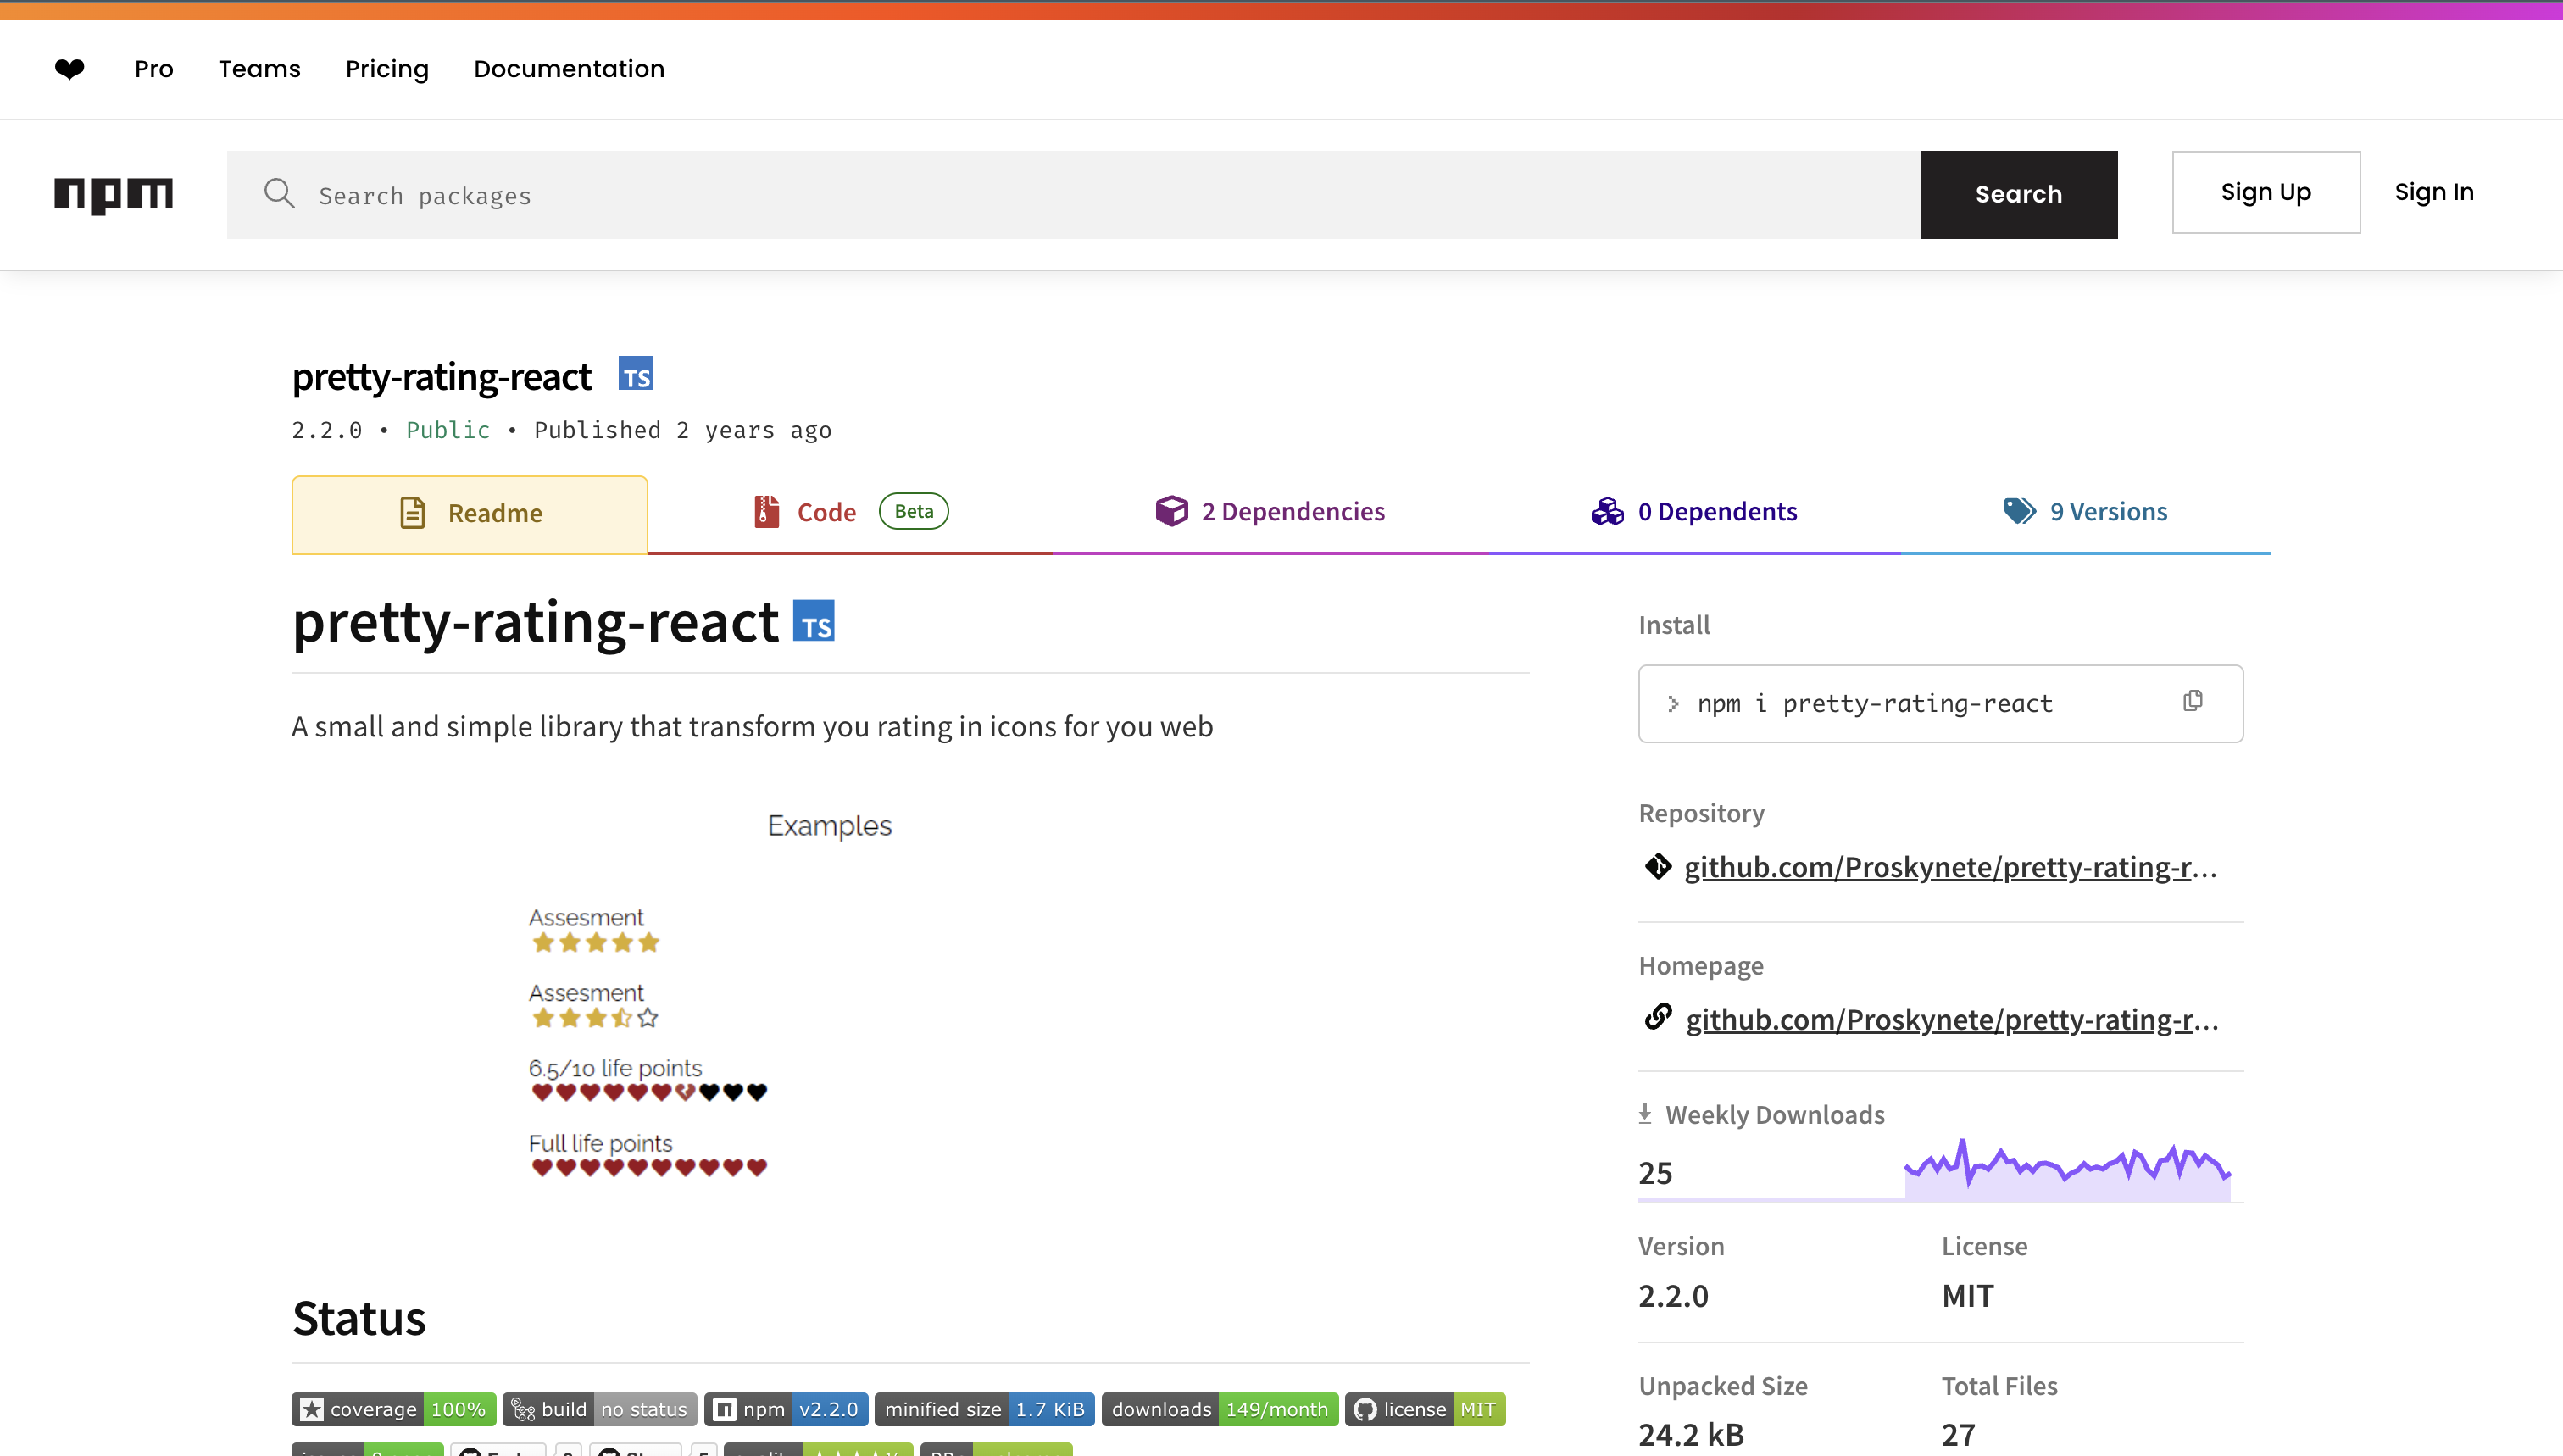 ❤ Pro Teams Pricing Documentation
npm Search packages Search Sign Up Sign In
pretty-rating-react TS
2.2.0 • Public • Published 2 years ago
Readme Code Beta 2 Dependencies 0 Dependents 9 Versions
pretty-rating-react TS
A small and simple library that transform you rating in icons for you web
Examples
Assesment
Assesment
6.5/10 life points
Full life points
Status
coverage 100% build no status npm v2.2.0 minified size 1.7 KiB downloads 149/month license MIT
Install
npm i pretty-rating-react
Repository
github.com/Proskynete/pretty-rating-r...
Homepage
github.com/Proskynete/pretty-rating-r...
Weekly Downloads
25
Version License
2.2.0 MIT
Unpacked Size Total Files
24.2 kB 27